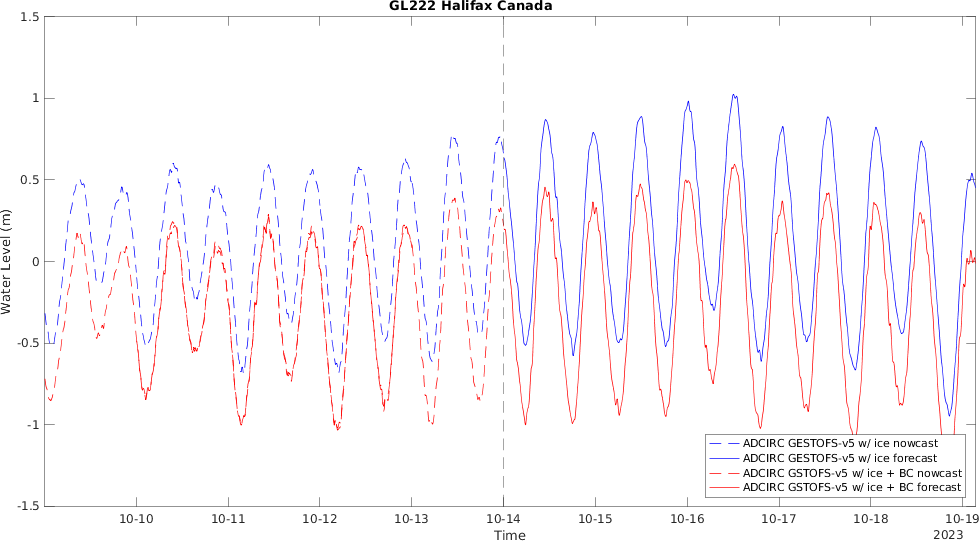 GL222 Halifax Canada
1.5
1
0.5
0
-0.5
-1
-1.5
Water Level (m)
ADCIRC GESTOFS-v5 w/ ice nowcast
ADCIRC GESTOFS-v5 w/ ice forecast
ADCIRC GSTOFS-v5 w/ ice + BC nowcast
ADCIRC GSTOFS-v5 w/ ice + BC forecast
10-10 10-11 10-12 10-13 10-14 10-15 10-16 10-17 10-18 10-19
Time
2023